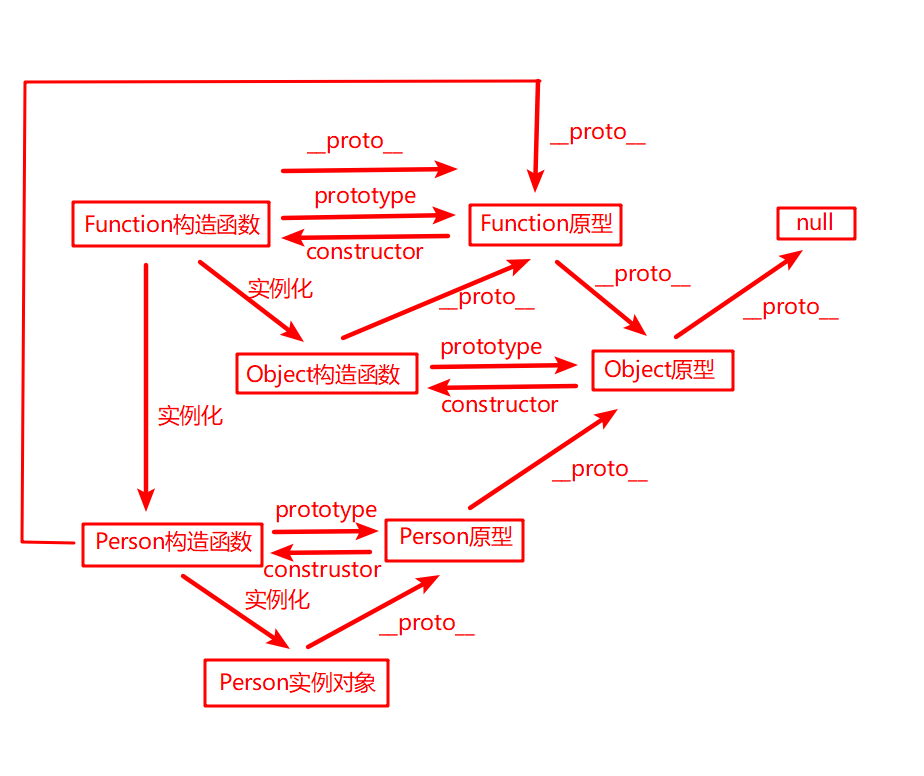 __proto__
__proto__
prototype
Function构造函数
Function原型
null
constructor
__proto__
实例化
__proto__
__proto__
prototype
Object构造函数
Object原型
constructor
实例化
__proto__
prototype
Person构造函数
Person原型
construstor
实例化
__proto__
Person实例对象